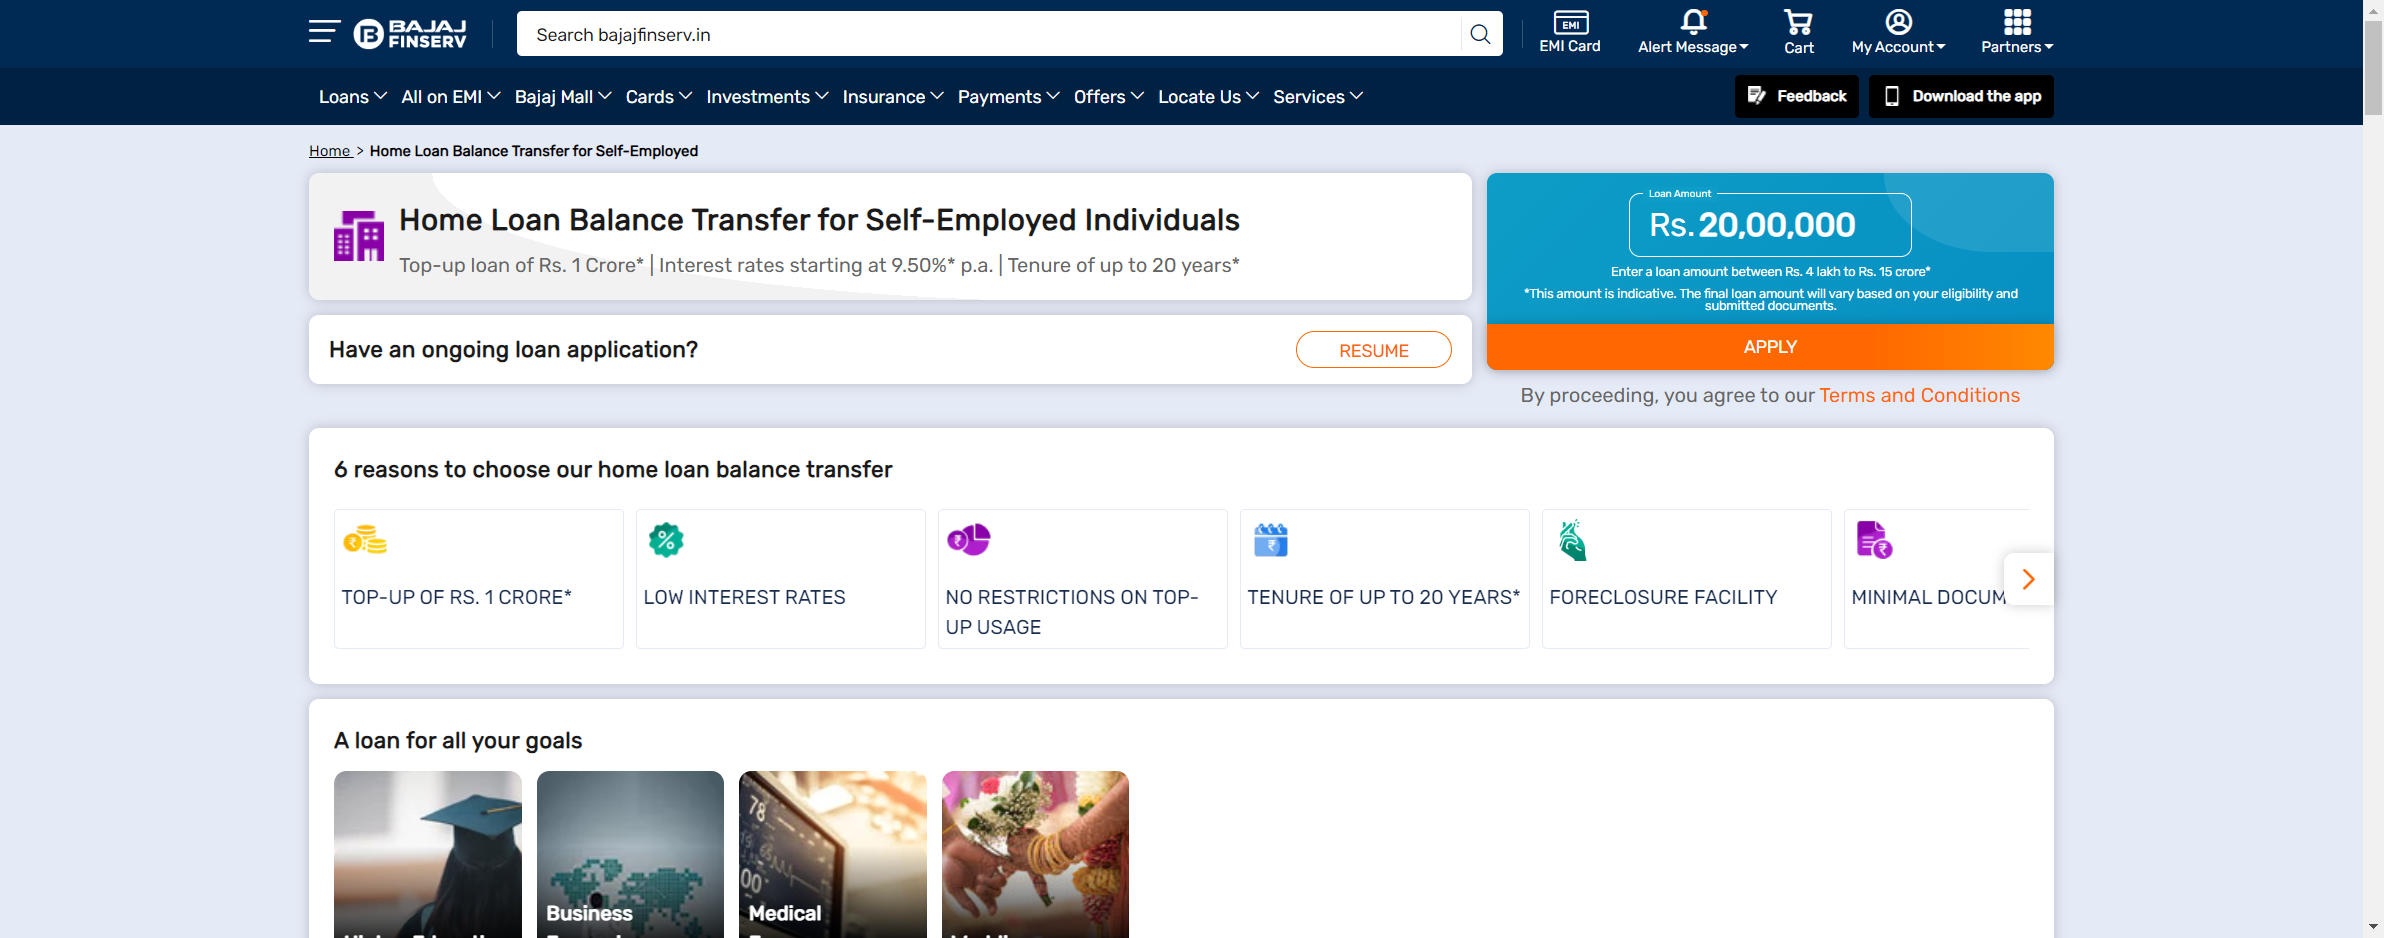 BAJAJ
FINSERV
Search bajajfinserv.in
EMI
EMI Card
Alert Message
Cart
My Account
Partners
Loans
All on EMI
Bajaj Mall
Cards
Investments
Insurance
Payments
Offers
Locate Us
Services
Feedback
Download the app
Home > Home Loan Balance Transfer for Self-Employed
Home Loan Balance Transfer for Self-Employed Individuals
Top-up loan of Rs. 1 Crore* | Interest rates starting at 9.50%* p.a. | Tenure of up to 20 years*
Have an ongoing loan application?
RESUME
Loan Amount
Rs. 20,00,000
Enter a loan amount between Rs. 4 lakh to Rs. 15 crore*
*This amount is indicative. The final loan amount will vary based on your eligibility and
submitted documents.
APPLY
By proceeding, you agree to our Terms and Conditions
6 reasons to choose our home loan balance transfer
TOP-UP OF RS. 1 CRORE*
LOW INTEREST RATES
NO RESTRICTIONS ON TOP-
UP USAGE
TENURE OF UP TO 20 YEARS*
FORECLOSURE FACILITY
MINIMAL DOCUM
A loan for all your goals
78
Business
Medical